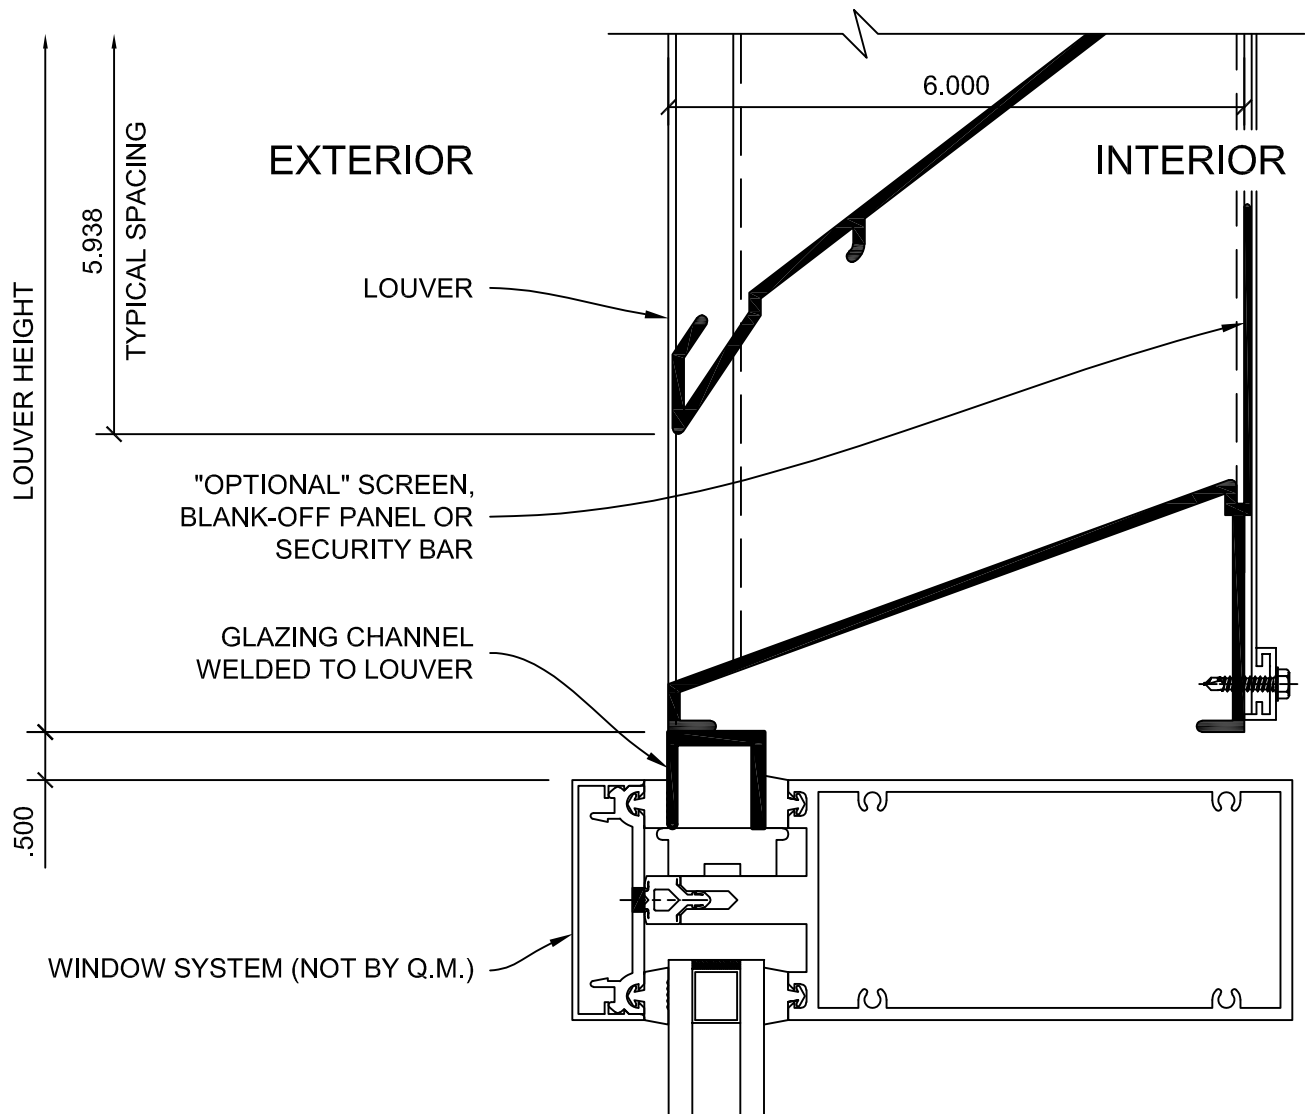 6.000
EXTERIOR
INTERIOR
5.938
TYPICAL SPACING
LOUVER
LOUVER HEIGHT
"OPTIONAL" SCREEN,
BLANK-OFF PANEL OR
SECURITY BAR
GLAZING CHANNEL
WELDED TO LOUVER
.500
WINDOW SYSTEM (NOT BY Q.M.)